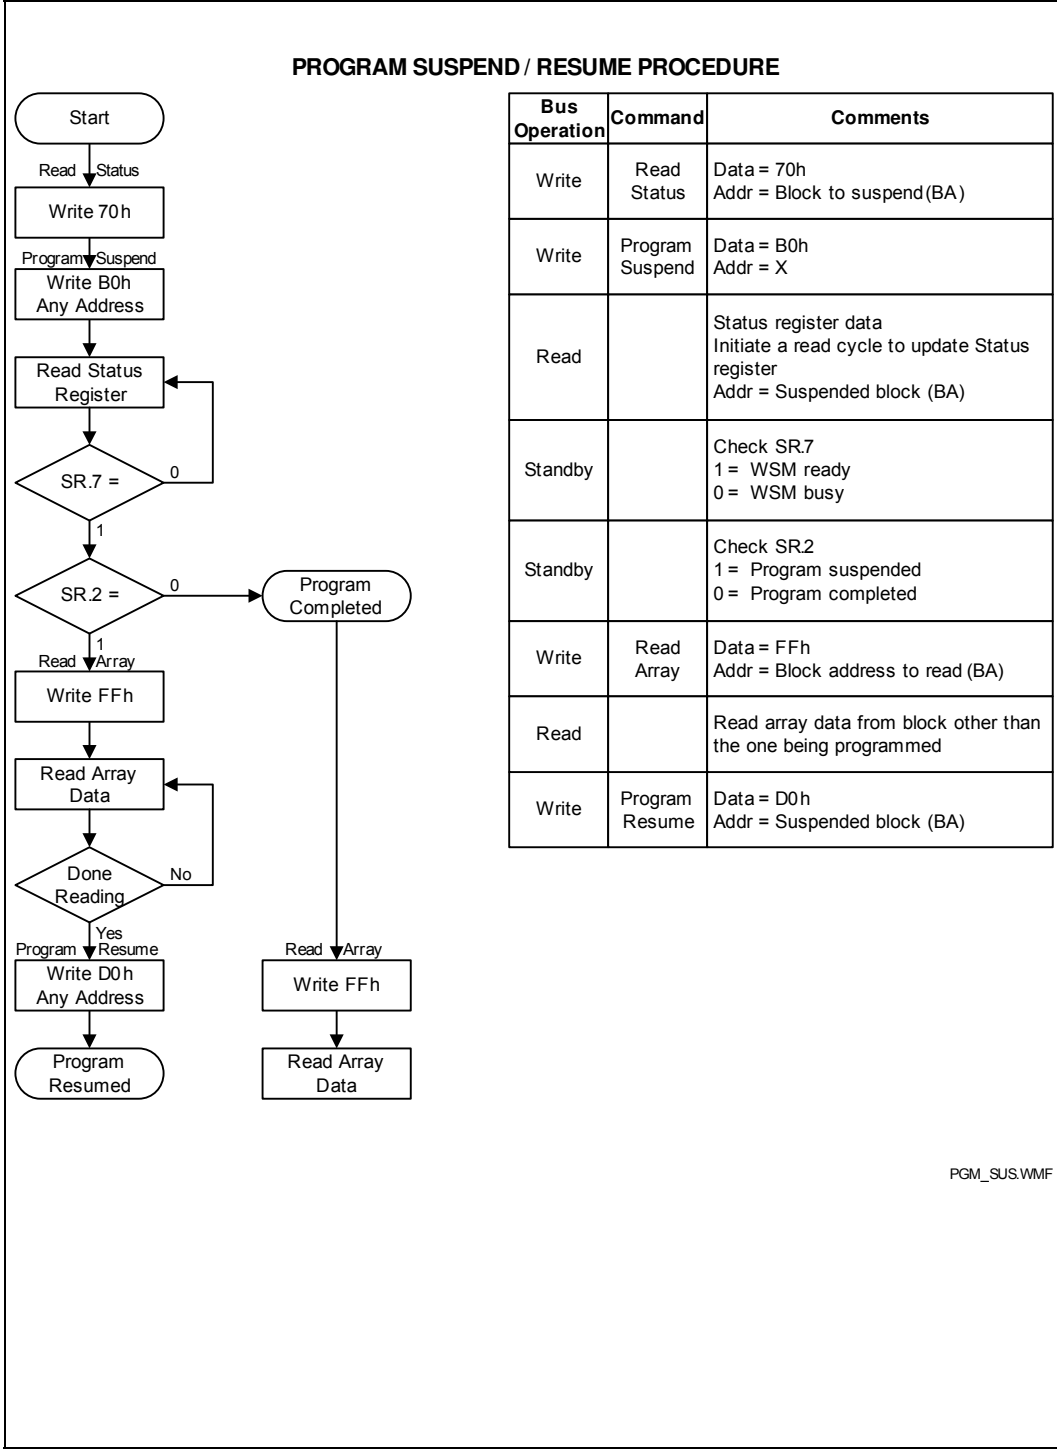 PROGRAM SUSPEND / RESUME PROCEDURE
Start
Read Status
Write 70h
Program Suspend
Write B0h
Any Address
Read Status
Register
SR.7 =
0
1
SR.2 =
0
Program
Completed
1
Read Array
Write FFh
Read Array
Data
Done
Reading
No
Yes
Program Resume
Write D0h
Any Address
Program
Resumed
Read Array
Write FFh
Read Array
Data
Bus
Operation
Command
Comments
Write
Read
Status
Data = 70h
Addr = Block to suspend (BA)
Write
Program
Suspend
Data = B0h
Addr = X
Read
Status register data
Initiate a read cycle to update Status
register
Addr = Suspended block (BA)
Standby
Check SR.7
1 = WSM ready
0 = WSM busy
Standby
Check SR.2
1 = Program suspended
0 = Program completed
Write
Read
Array
Data = FFh
Addr = Block address to read (BA)
Read
Read array data from block other than
the one being programmed
Write
Program
Resume
Data = D0h
Addr = Suspended block (BA)
PGM_SUS.WMF